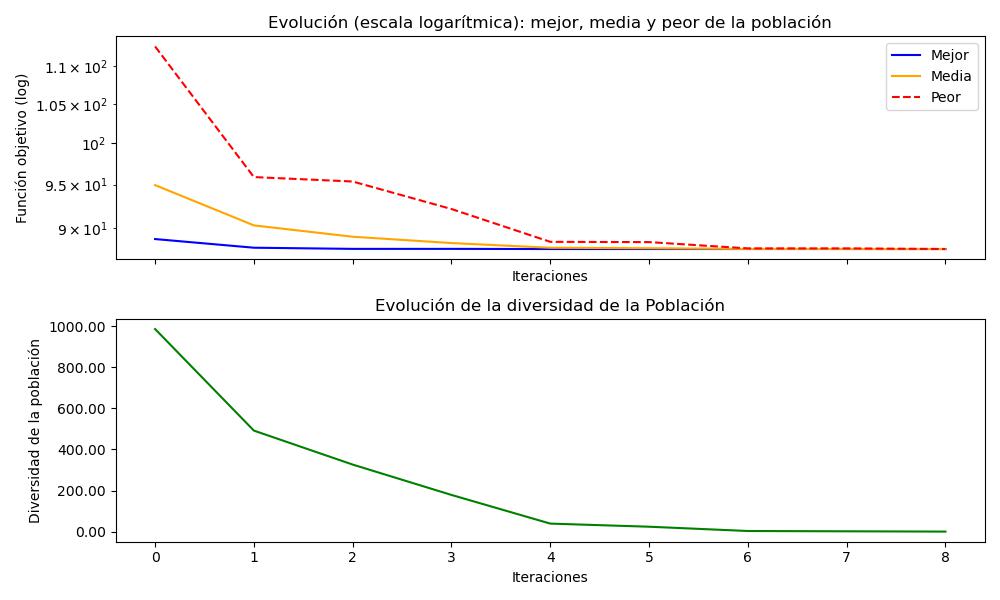 Evolución (escala logarítmica): mejor, media y peor de la población
Función objetivo (log)
1.1 × 10²
1.05 × 10²
10²
9.5 × 10¹
9 × 10¹
Mejor
Media
Peor
Iteraciones
Evolución de la diversidad de la Población
Diversidad de la población
1000.00
800.00
600.00
400.00
200.00
0.00
0 1 2 3 4 5 6 7 8
Iteraciones